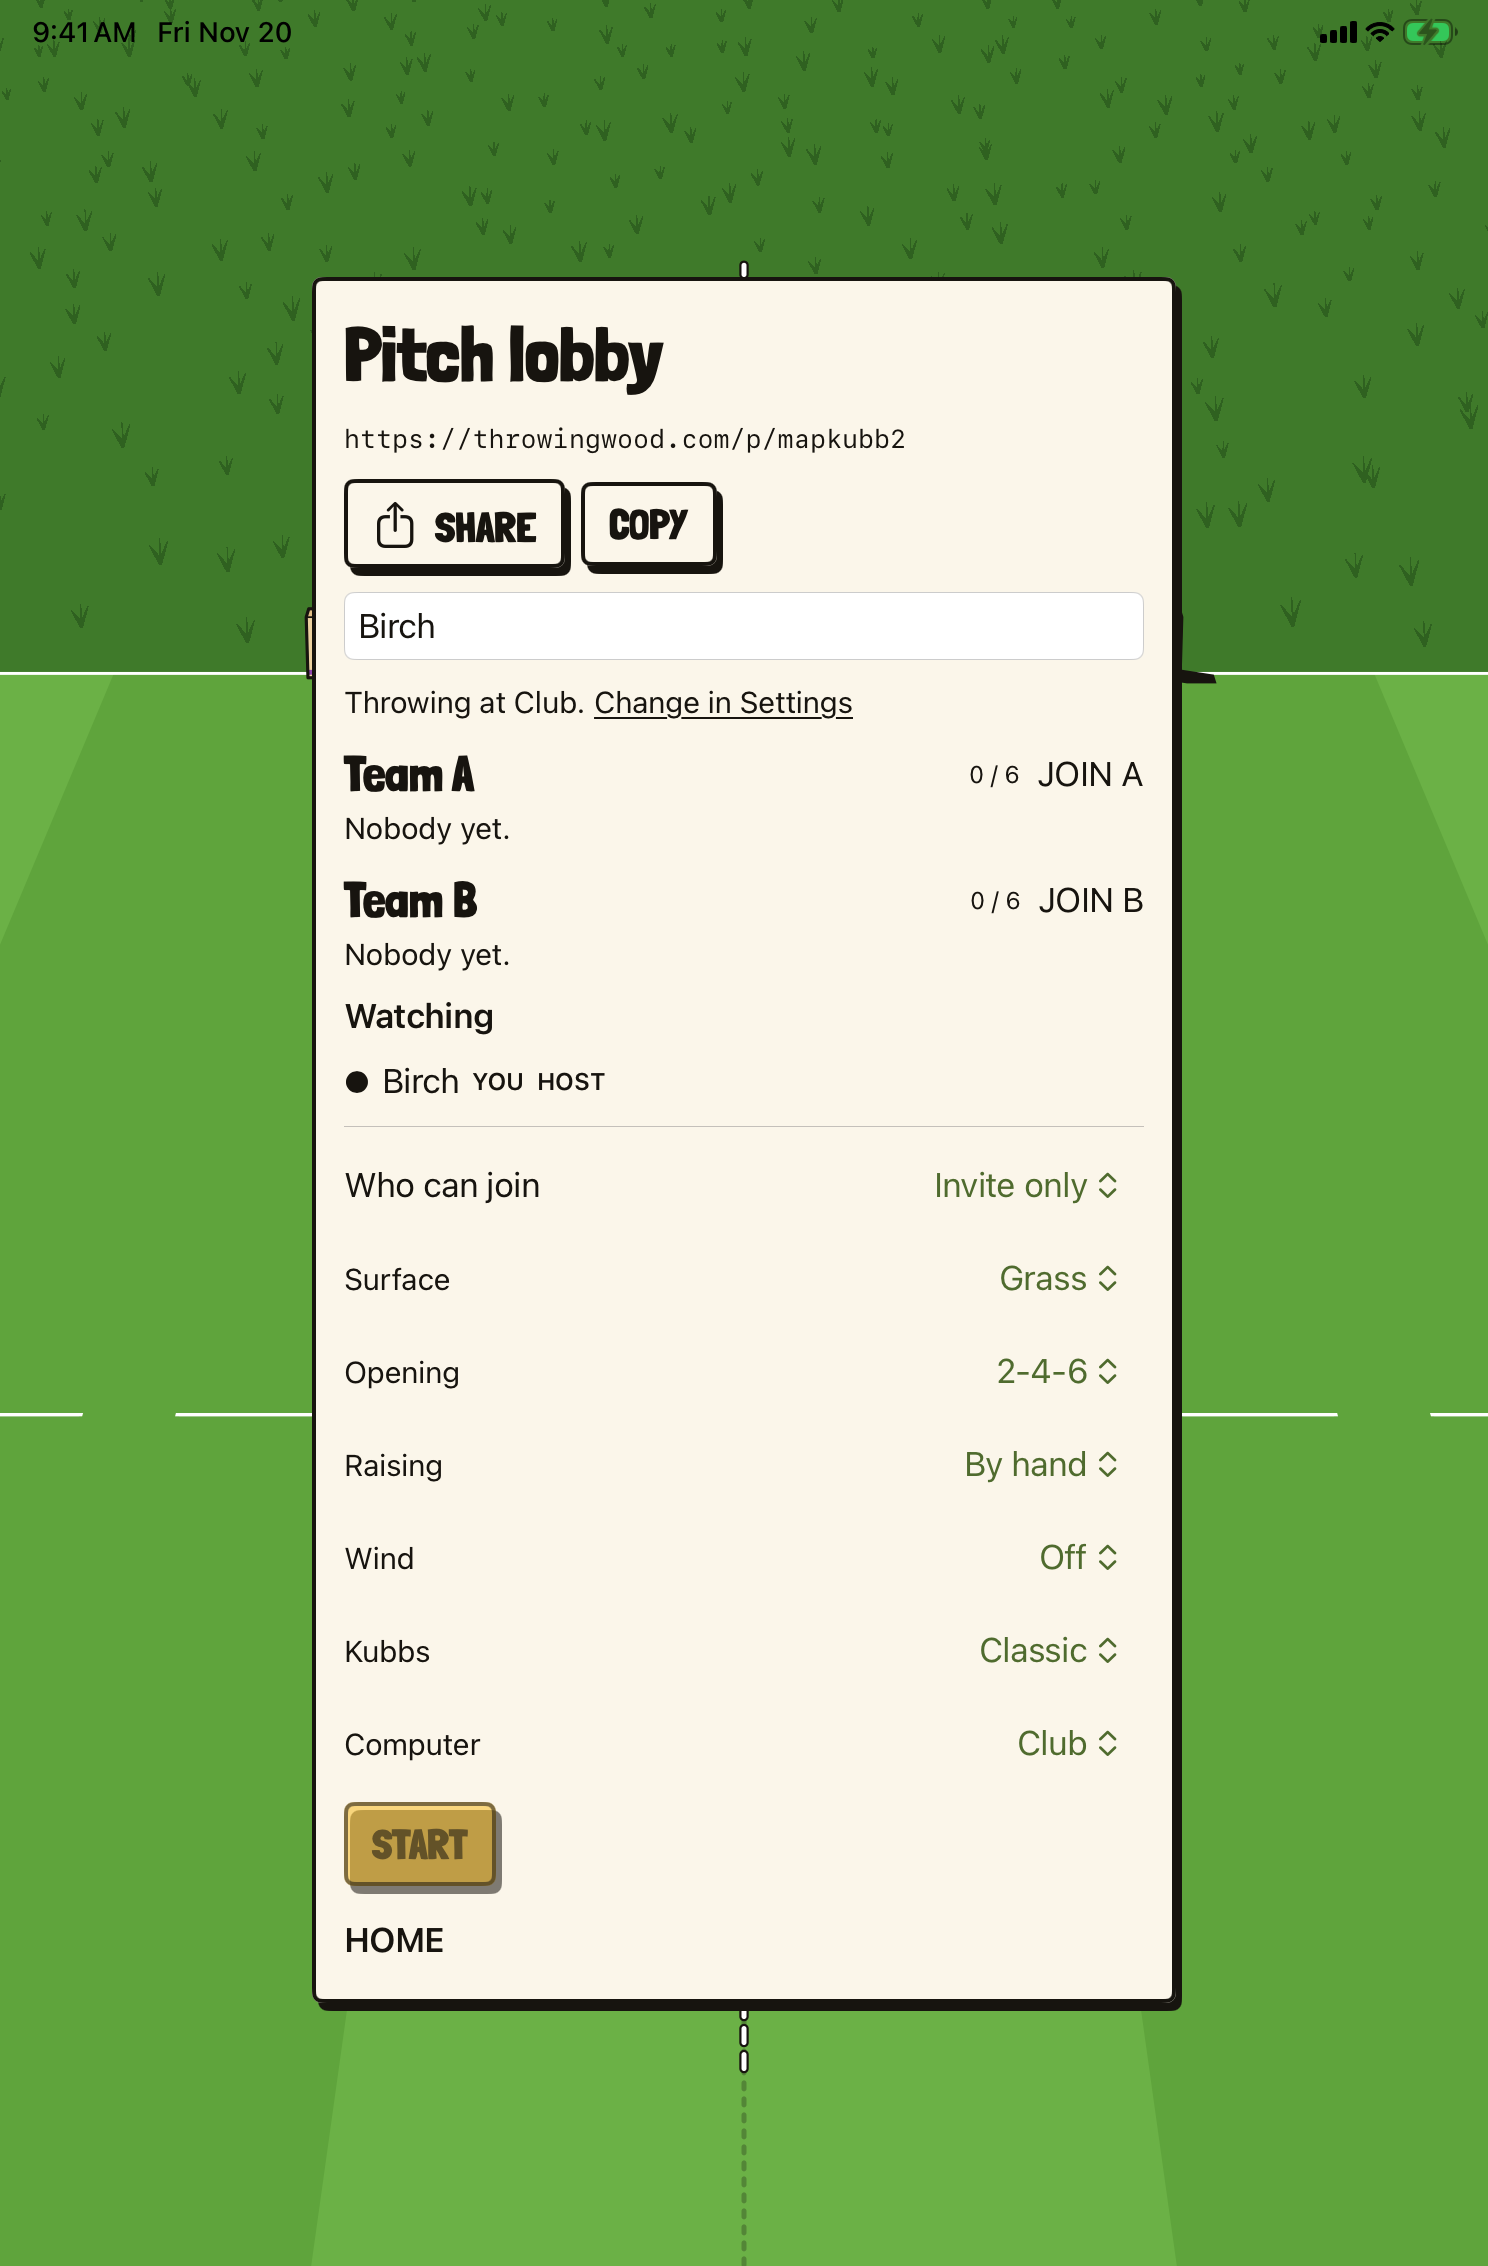 9:41 AM Fri Nov 20
Pitch lobby
https://throwingwood.com/p/mapkubb2
SHARE COPY
Birch
Throwing at Club. Change in Settings
Team A 0 / 6 JOIN A
Nobody yet.
Team B 0 / 6 JOIN B
Nobody yet.
Watching
Birch YOU HOST
Who can join Invite only
Surface Grass
Opening 2-4-6
Raising By hand
Wind Off
Kubbs Classic
Computer Club
START
HOME